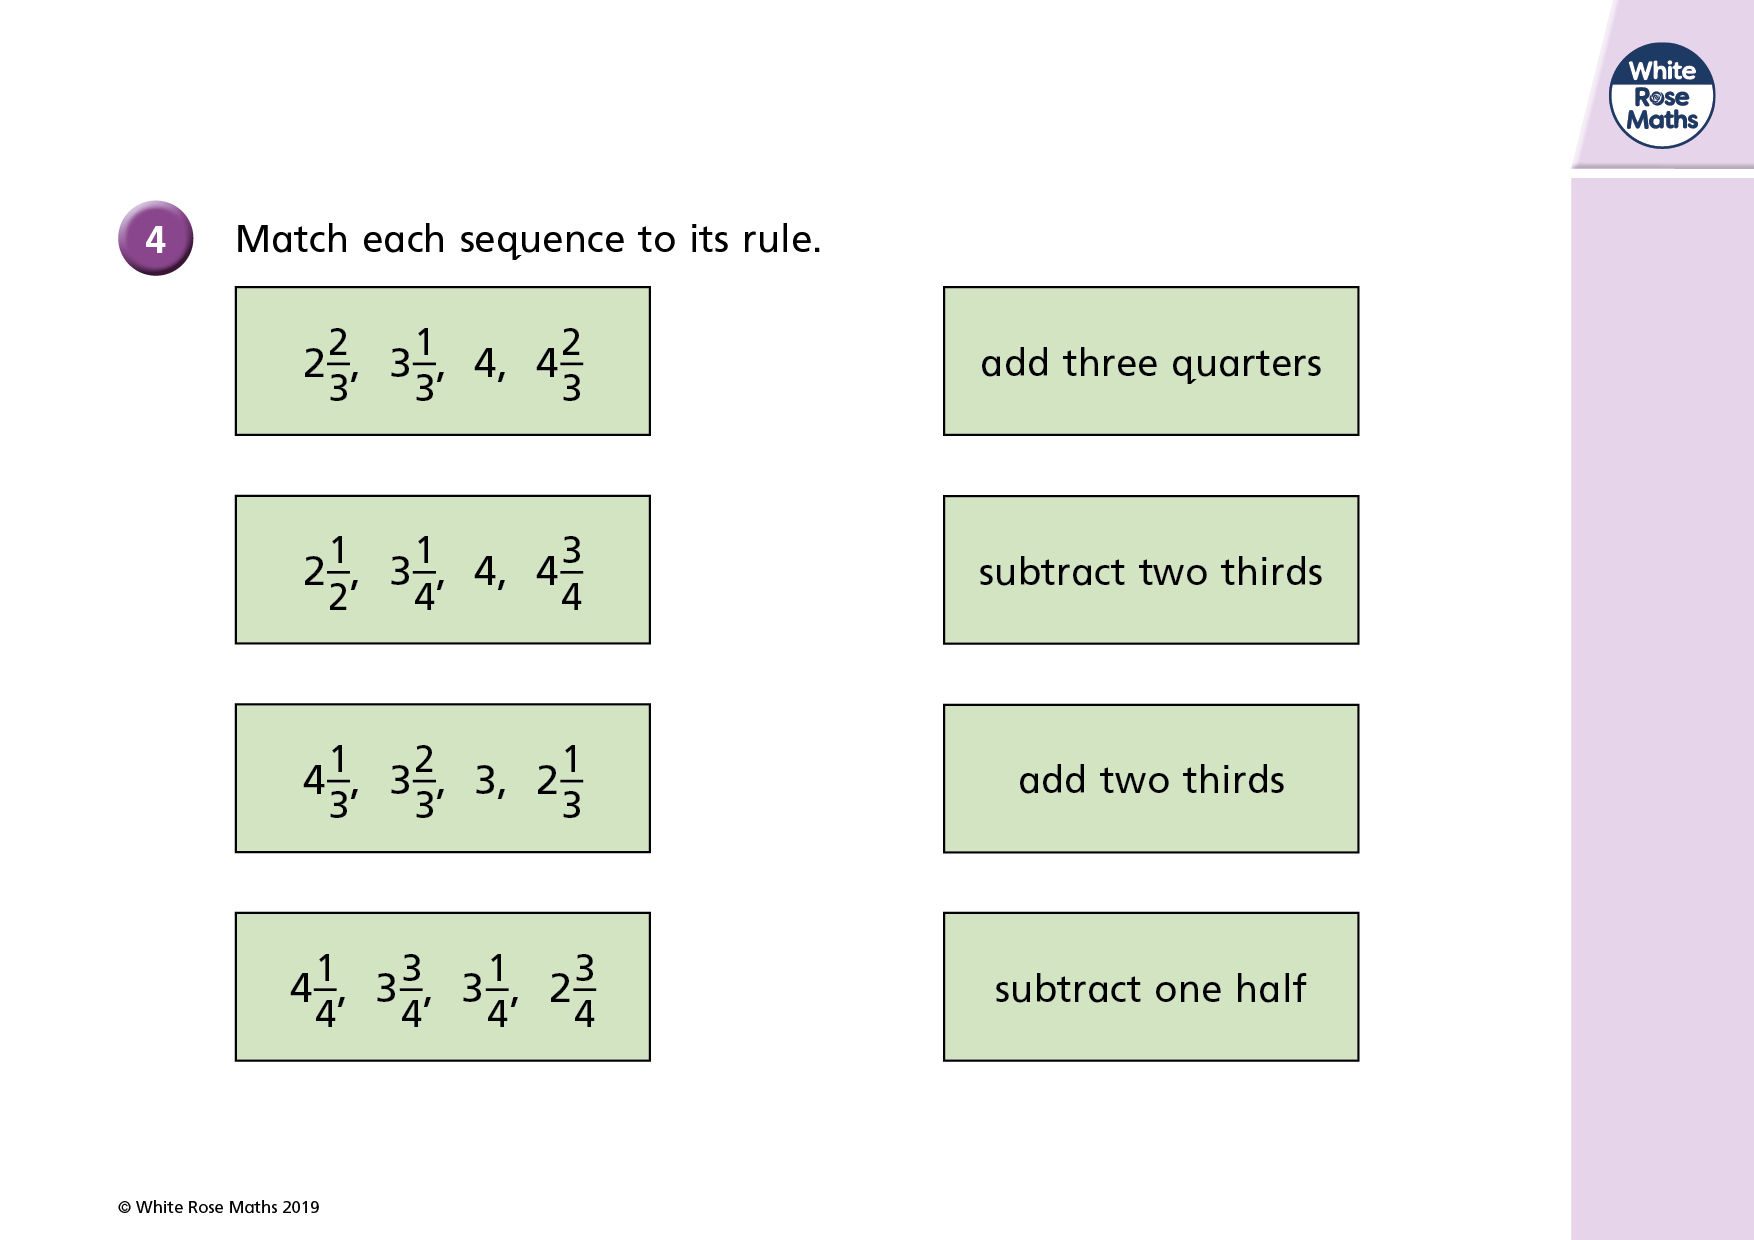 White
Rose
Maths
4 Match each sequence to its rule.
2 2/3, 3 1/3, 4, 4 2/3
add three quarters
2 1/2, 3 1/4, 4, 4 3/4
subtract two thirds
4 1/3, 3 2/3, 3, 2 1/3
add two thirds
4 1/4, 3 3/4, 3 1/4, 2 3/4
subtract one half
© White Rose Maths 2019